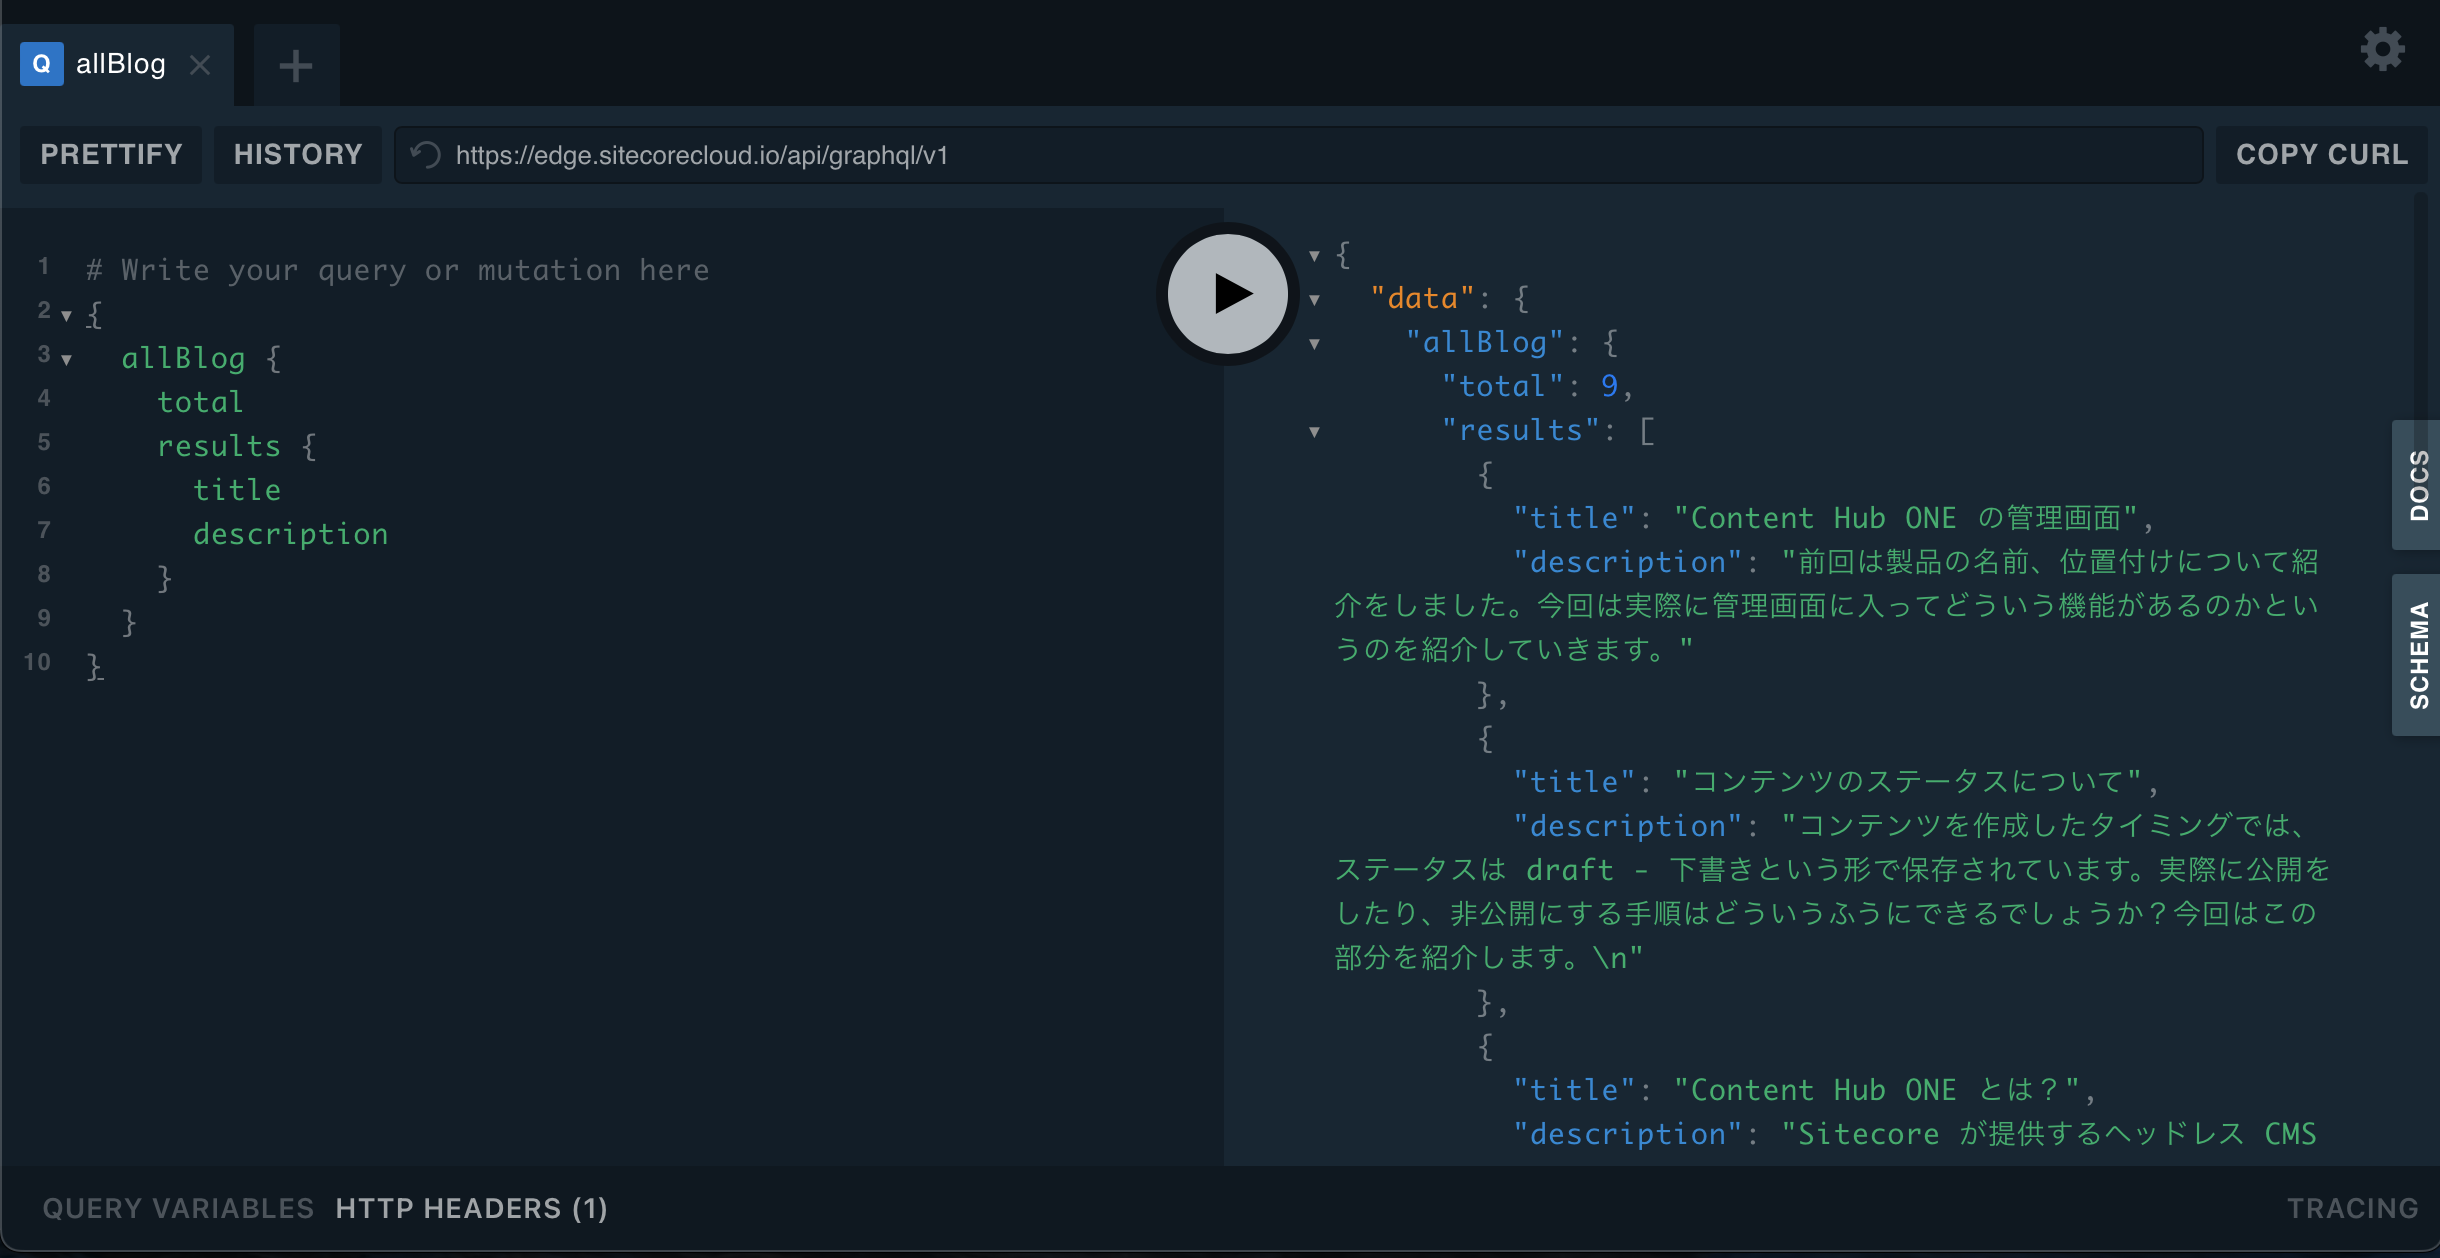 Q allBlog
PRETTIFY HISTORY https://edge.sitecorecloud.io/api/graphql/v1 COPY CURL
1 # Write your query or mutation here
2 {
3 allBlog {
4 total
5 results {
6 title
7 description
8 }
9 }
10 }
{
"data": {
"allBlog": {
"total": 9,
"results": [
{
"title": "Content Hub ONE の管理画面",
"description": "前回は製品の名前、位置付けについて紹
介をしました。今回は実際に管理画面に入ってどういう機能があるのかとい
うのを紹介していきます。"
},
{
"title": "コンテンツのステータスについて",
"description": "コンテンツを作成したタイミングでは、
ステータスは draft - 下書きという形で保存されています。実際に公開を
したり、非公開にする手順はどういうふうにできるでしょうか？今回はこの
部分を紹介します。\n"
},
{
"title": "Content Hub ONE とは？",
"description": "Sitecore が提供するヘッドレス CMS
DOCS
SCHEMA
QUERY VARIABLES HTTP HEADERS (1) TRACING